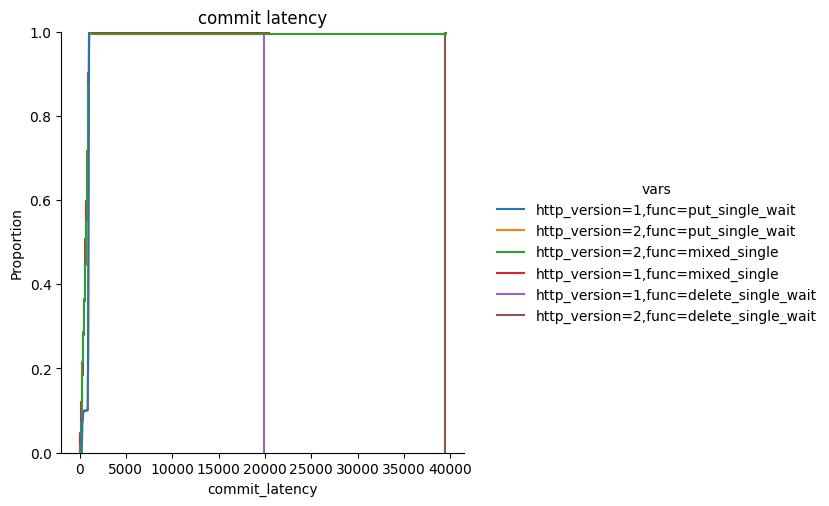 commit latency
1.0
0.8
0.6
0.4
0.2
0.0
Proportion
0 5000 10000 15000 20000 25000 30000 35000 40000
commit_latency
vars
http_version=1,func=put_single_wait
http_version=2,func=put_single_wait
http_version=2,func=mixed_single
http_version=1,func=mixed_single
http_version=1,func=delete_single_wait
http_version=2,func=delete_single_wait